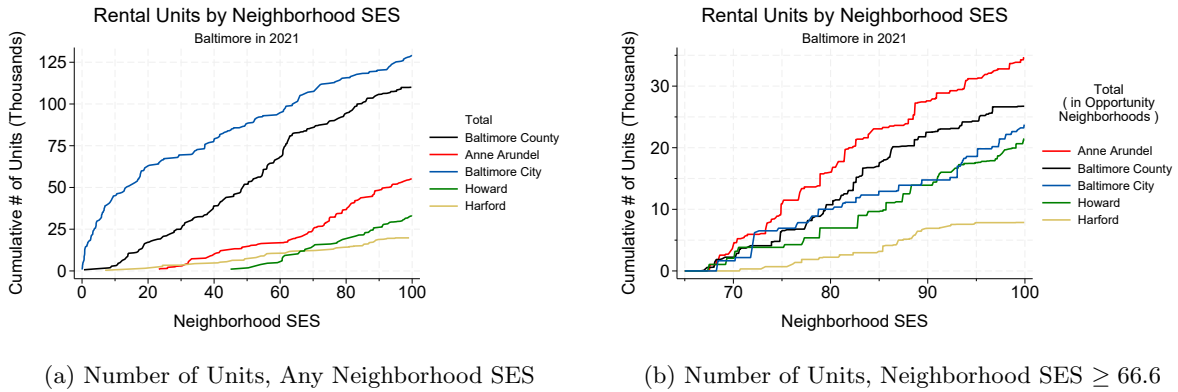 Rental Units by Neighborhood SES
Baltimore in 2021
Cumulative # of Units (Thousands)
125
100
75
50
25
0
0 20 40 60 80 100
Neighborhood SES
Total
Baltimore County
Anne Arundel
Baltimore City
Howard
Harford
(a) Number of Units, Any Neighborhood SES
Rental Units by Neighborhood SES
Baltimore in 2021
Cumulative # of Units (Thousands)
30
20
10
0
70 80 90 100
Neighborhood SES
Total
( in Opportunity
Neighborhoods )
Anne Arundel
Baltimore County
Baltimore City
Howard
Harford
(b) Number of Units, Neighborhood SES ≥ 66.6